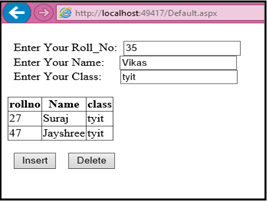 http://localhost:49417/Default.aspx
Enter Your Roll_No: 35
Enter Your Name: Vikas
Enter Your Class: tyit
rollno Name class
27 Suraj tyit
47 Jayshree tyit
Insert Delete